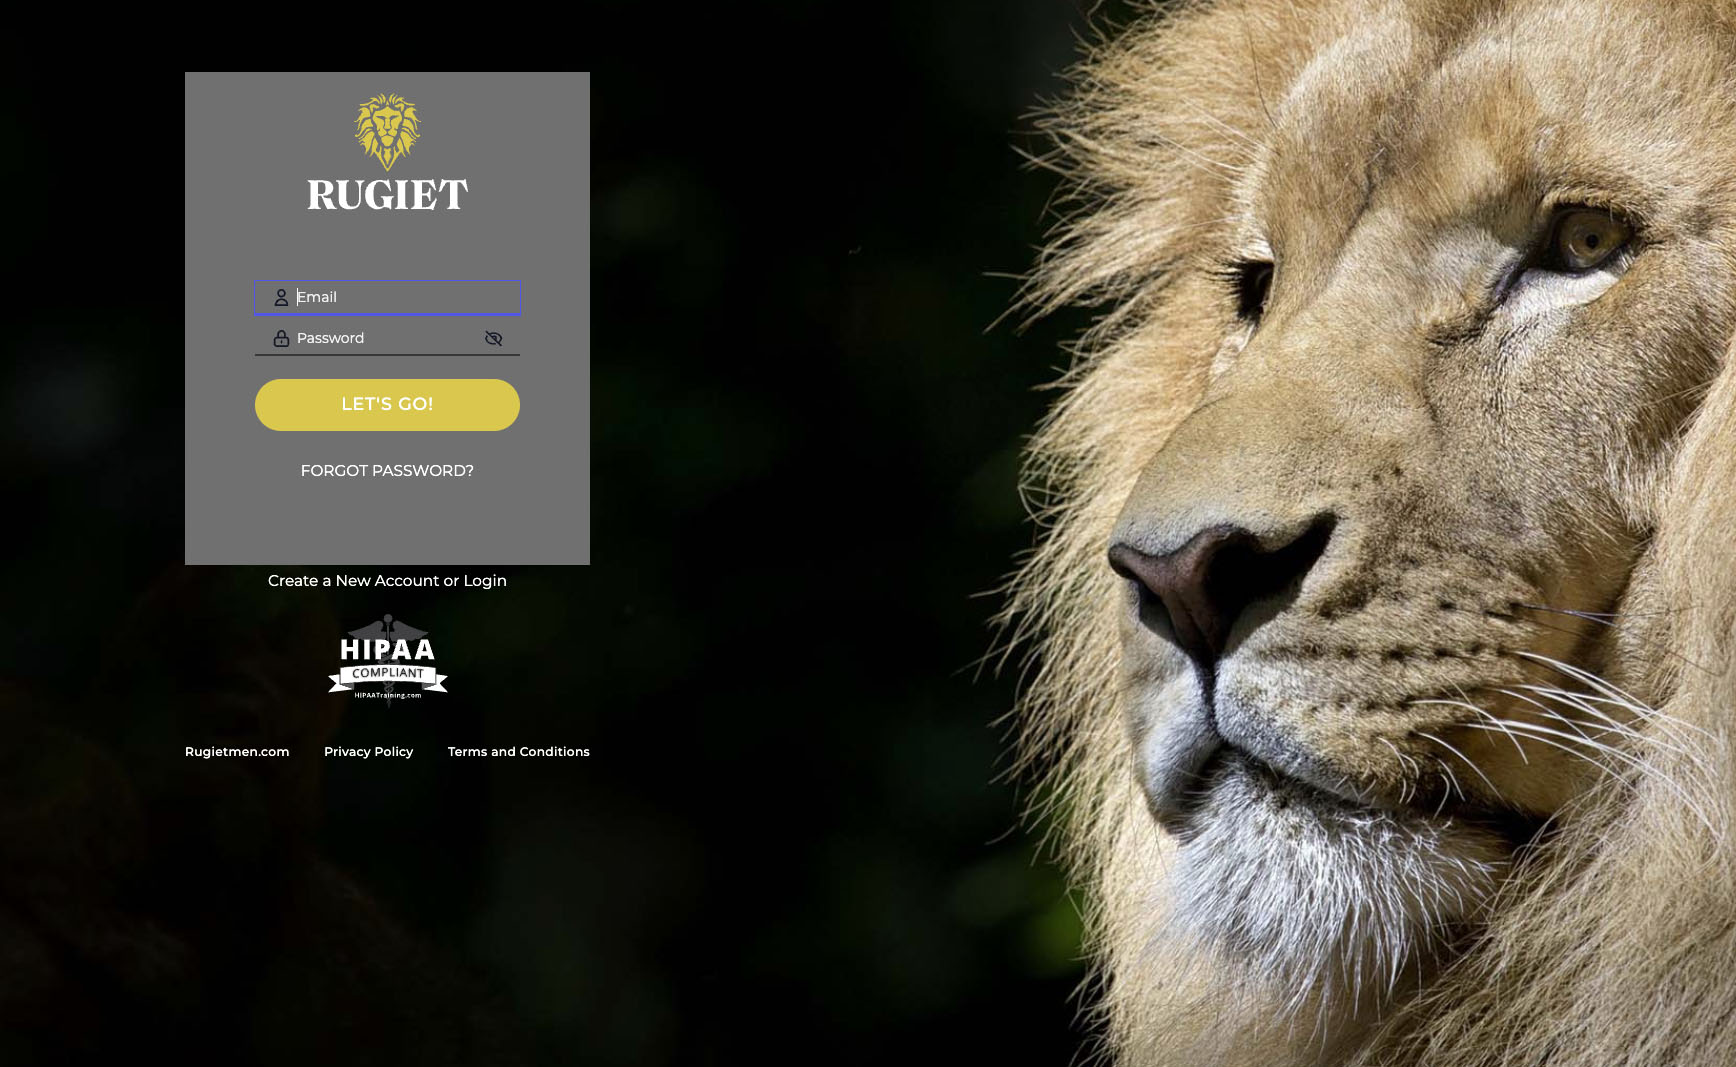 RUGIET
Email
Password
LET'S GO!
FORGOT PASSWORD?
Create a New Account or Login
HIPAA
COMPLIANT
HIPAATraining.com
Rugietmen.com Privacy Policy Terms and Conditions